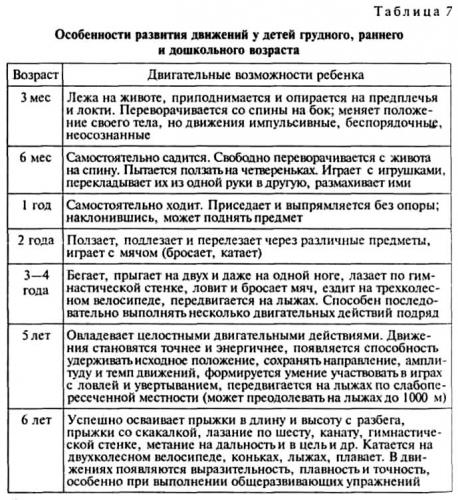 Таблица 7
Особенности развития движений у детей грудного, раннего
и дошкольного возраста
Возраст
Двигательные возможности ребенка
3 мес
Лежа на животе, приподнимается и опирается на предплечья
и локти. Переворачивается со спины на бок; меняет положе-
ние своего тела, но движения импульсивные, беспорядочные,
неосознанные
6 мес
Самостоятельно садится. Свободно переворачивается с живота
на спину. Пытается ползать на четвереньках. Играет с игрушками,
перекладывает их из одной руки в другую, размахивает ими
1 год
Самостоятельно ходит. Приседает и выпрямляется без опоры;
наклонившись, может поднять предмет
2 года
Ползает, подлезает и перелезает через различные предметы,
играет с мячом (бросает, катает)
3–4
года
Бегает, прыгает на двух и даже на одной ноге, лазает по гим-
настической стенке, ловит и бросает мяч, ездит на трехколес-
ном велосипеде, передвигается на лыжах. Способен последо-
вательно выполнять несколько двигательных действий подряд
5 лет
Овладевает целостными двигательными действиями. Движе-
ния становятся точнее и энергичнее, появляется способность
удерживать исходное положение, сохранять направление, ампли-
туду и темп движений, формируется умение участвовать в играх
с ловлей и увертыванием, передвигается на лыжах по слабопе-
ресеченной местности (может преодолевать на лыжах до 1000 м)
6 лет
Успешно осваивает прыжки в длину и высоту с разбега,
прыжки со скакалкой, лазание по шесту, канату, гимнастичес-
кой стенке, метание на дальность и в цель и др. Катается на
двухколесном велосипеде, коньках, лыжах, плавает. В дви-
жениях появляются выразительность, плавность и точность,
особенно при выполнении общеразвивающих упражнений